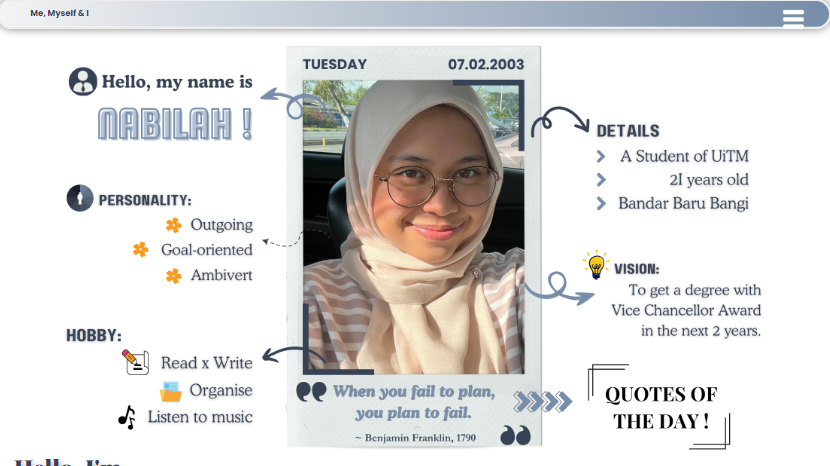 Me, Myself & I
TUESDAY 07.02.2003
Hello, my name is
NABILAH !
PERSONALITY:
Outgoing
Goal-oriented
Ambivert
HOBBY:
Read x Write
Organise
Listen to music
DETAILS
A Student of UiTM
21 years old
Bandar Baru Bangi
VISION:
To get a degree with
Vice Chancellor Award
in the next 2 years.
When you fail to plan,
you plan to fail.
~ Benjamin Franklin, 1790
QUOTES OF
THE DAY !
Hello, I'm